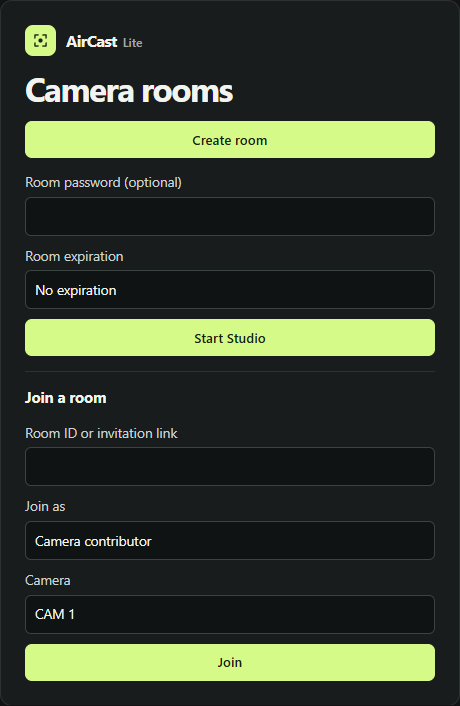 AirCast Lite
Camera rooms
Create room
Room password (optional)
Room expiration
No expiration
Start Studio
Join a room
Room ID or invitation link
Join as
Camera contributor
Camera
CAM 1
Join